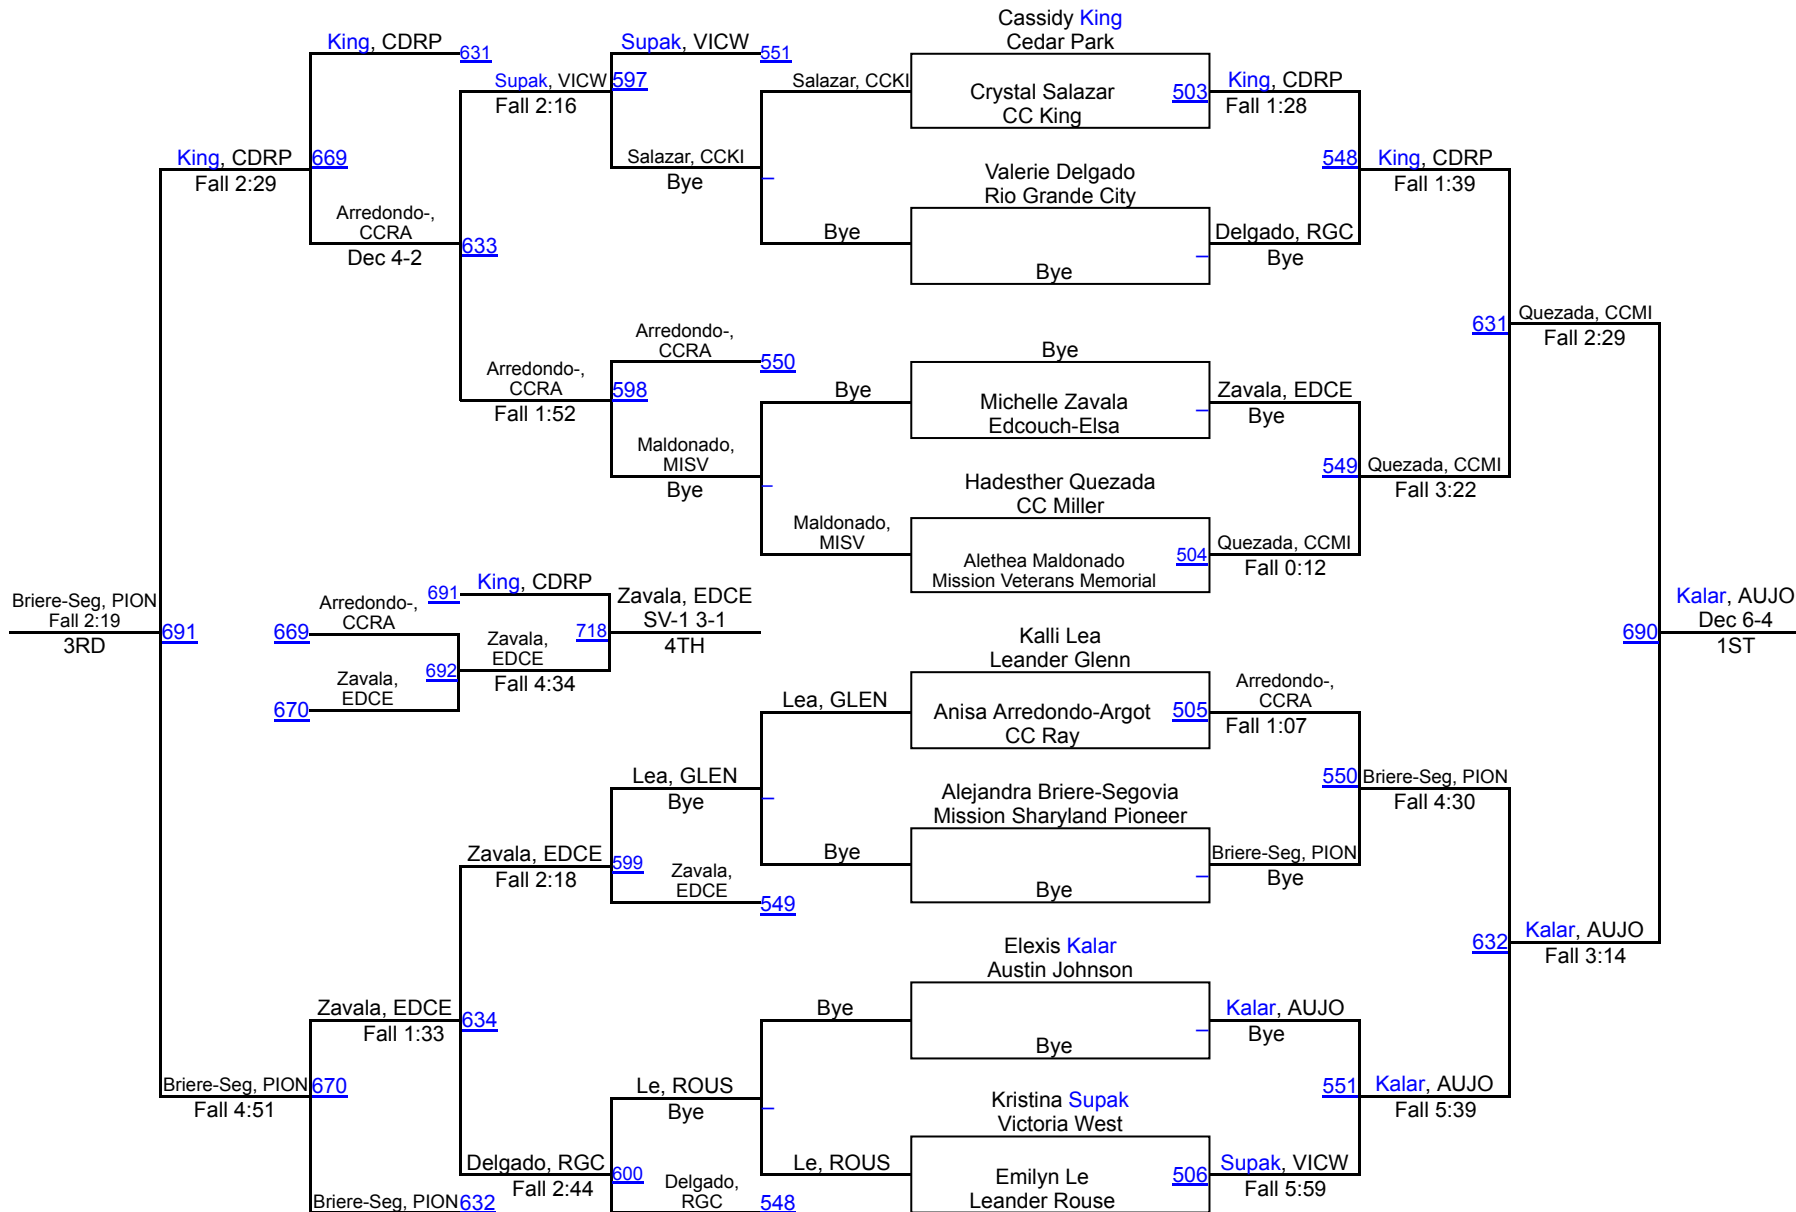 Cassidy King
Cedar Park
King, CDRP
631
Supak, VICW
551
Supak, VICW
597
Fall 2:16
Salazar, CCKI
Crystal Salazar
CC King
503
King, CDRP
Fall 1:28
King, CDRP
669
Fall 2:29
Salazar, CCKI
Bye
–
Valerie Delgado
Rio Grande City
548
King, CDRP
Fall 1:39
Arredondo-,
CCRA
633
Dec 4-2
Bye
Bye
–
Delgado, RGC
Bye
Arredondo-,
CCRA
550
Bye
631
Quezada, CCMI
Fall 2:29
Arredondo-,
CCRA
598
Fall 1:52
Bye
Michelle Zavala
Edcouch-Elsa
–
Zavala, EDCE
Bye
Maldonado,
MISV
Bye
–
Hadesther Quezada
CC Miller
549
Quezada, CCMI
Fall 3:22
Maldonado,
MISV
Alethea Maldonado
Mission Veterans Memorial
504
Quezada, CCMI
Fall 0:12
Briere-Seg, PION
Fall 2:19
3RD
691
691
King, CDRP
Arredondo-,
CCRA
669
Zavala,
EDCE
670
692
Zavala,
EDCE
Fall 4:34
718
Zavala, EDCE
SV-1 3-1
4TH
Kalli Lea
Leander Glenn
690
Kalar, AUJO
Dec 6-4
1ST
Lea, GLEN
Anisa Arredondo-Argot
CC Ray
505
Arredondo-,
CCRA
Fall 1:07
Lea, GLEN
Bye
–
Alejandra Briere-Segovia
Mission Sharyland Pioneer
550
Briere-Seg, PION
Fall 4:30
Zavala, EDCE
599
Fall 2:18
Zavala,
EDCE
549
Bye
Bye
–
Briere-Seg, PION
Bye
Elexis Kalar
Austin Johnson
632
Kalar, AUJO
Fall 3:14
Zavala, EDCE
634
Fall 1:33
Bye
Bye
–
Kalar, AUJO
Bye
Briere-Seg, PION
670
Fall 4:51
Le, ROUS
Bye
–
Kristina Supak
Victoria West
551
Kalar, AUJO
Fall 5:39
Delgado, RGC
600
Fall 2:44
Le, ROUS
Emilyn Le
Leander Rouse
506
Supak, VICW
Fall 5:59
Briere-Seg, PION
632
Delgado,
RGC
548